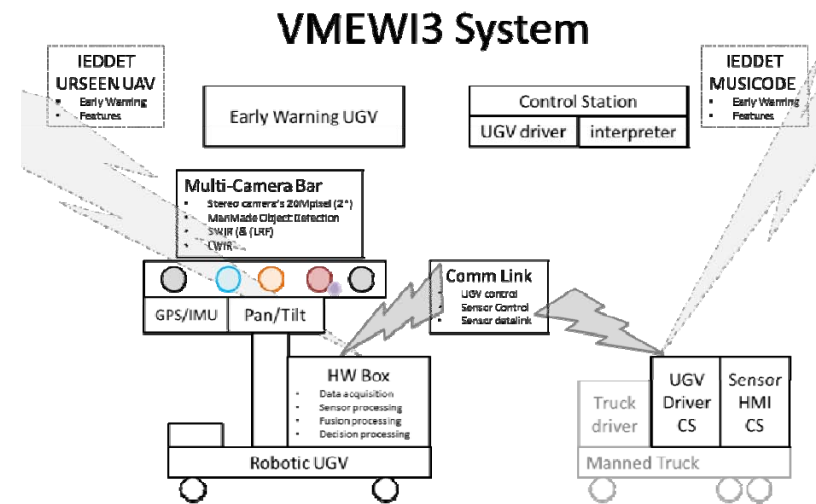 VMEWI3 System
IEDDET
URSEEN UAV
• Early Warning
• Features
Early Warning UGV
Control Station
UGV driver
interpreter
IEDDET
MUSICODE
• Early Warning
• Features
Multi-Camera Bar
• Stereo camera's 20Mpixel (2*)
• ManMade Object Detection
• SWIR (& (LRF)
• LWIR
GPS/IMU
Pan/Tilt
Comm Link
• UGV control
• Sensor Control
• Sensor datalink
HW Box
• Data acquisition
• Sensor processing
• Fusion processing
• Decision processing
Robotic UGV
Truck
driver
UGV
Driver
CS
Sensor
HMI
CS
Manned Truck